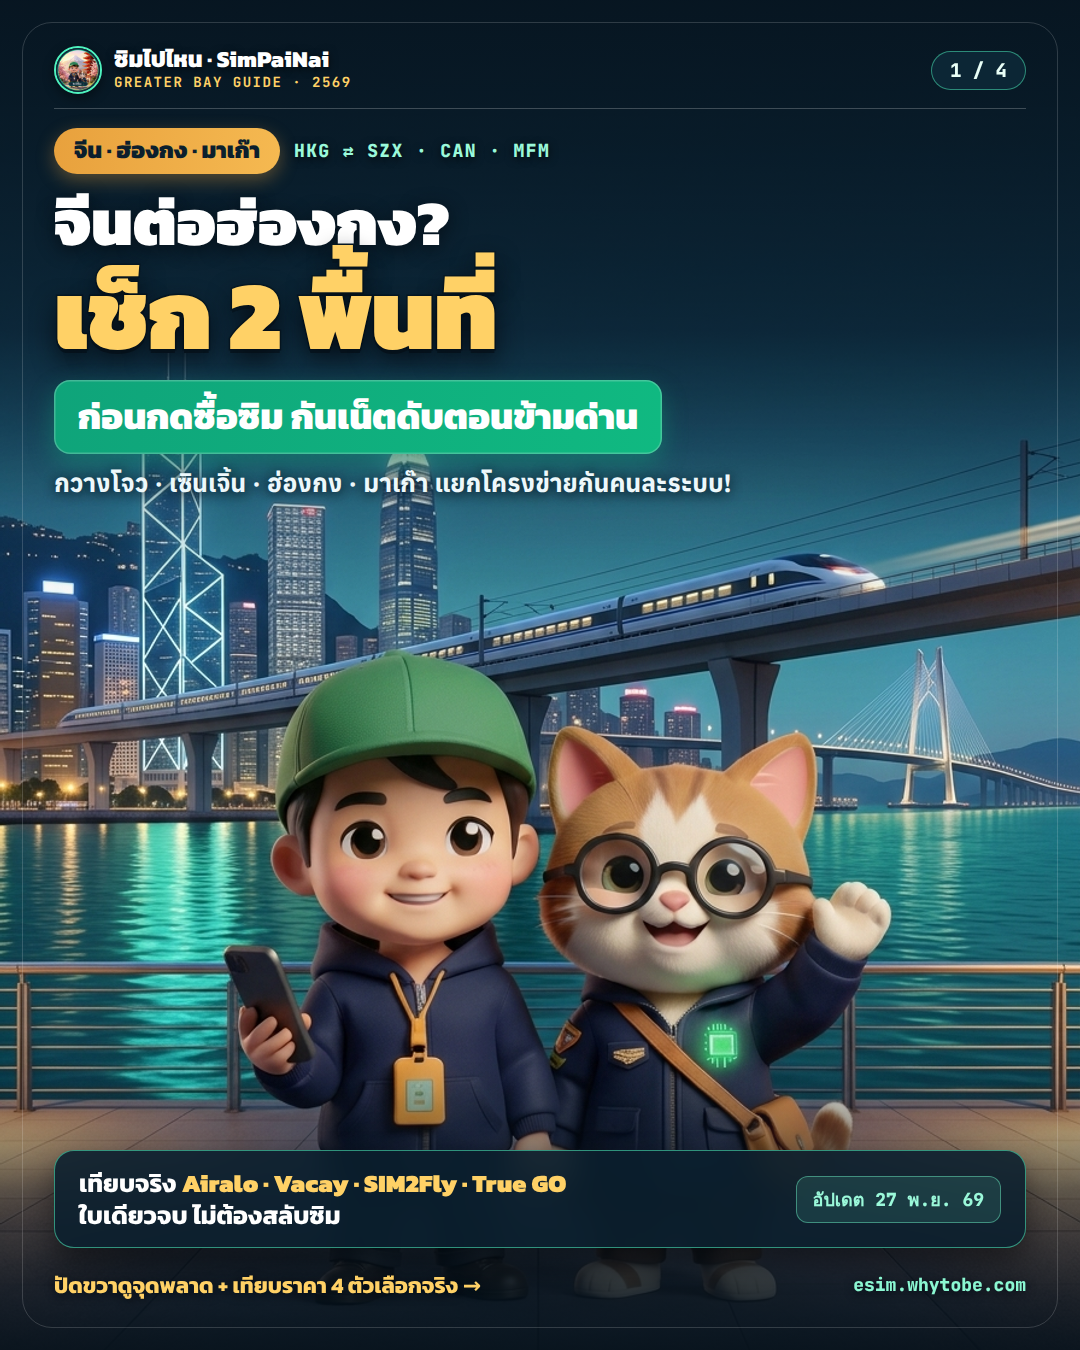 ซิมไปไหน · SimPaiNai
GREATER BAY GUIDE · 2569
1 / 4
จีน · ฮ่องกง · มาเก๊า
HKG ⇄ SZX · CAN · MFM
จีนต่อฮ่องกง?
เช็ก 2 พื้นที่
ก่อนกดซื้อซิม กันเน็ตดับตอนข้ามด่าน
กวางโจว · เซินเจิ้น · ฮ่องกง · มาเก๊า แยกโครงข่ายกันคนละระบบ!
เทียบจริง Airalo · Vacay · SIM2Fly · True GO
ใบเดียวจบ ไม่ต้องสลับซิม
อัปเดต 27 พ.ย. 69
ปัดขวาดูจุดพลาด + เทียบราคา 4 ตัวเลือกจริง →
esim.whytobe.com